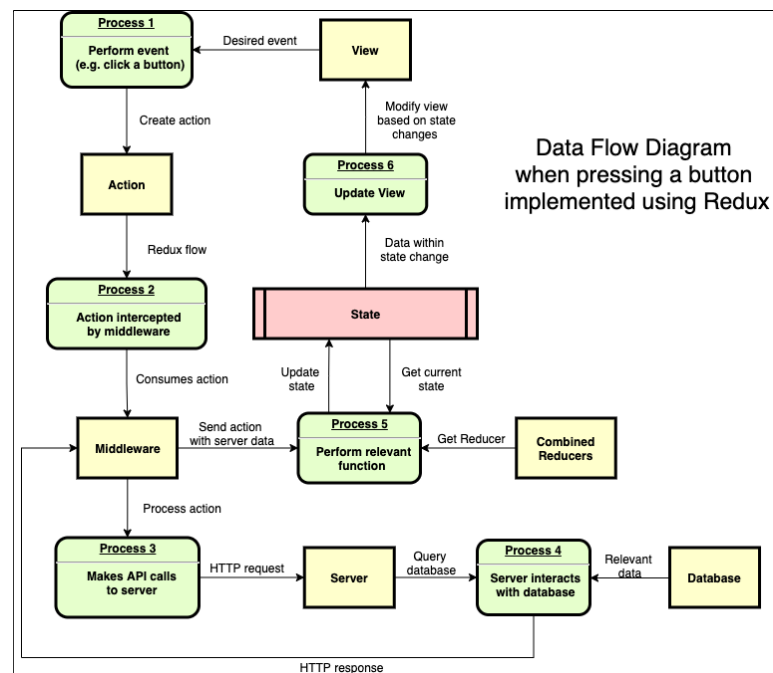 Process 1
Perform event
(e.g. click a button)
Desired event
View
Create action
Modify view
based on state
changes
Data Flow Diagram
when pressing a button
implemented using Redux
Action
Process 6
Update View
Redux flow
Data within
state change
Process 2
Action intercepted
by middleware
State
Consumes action
Update
state
Get current
state
Middleware
Send action
with server data
Process 5
Perform relevant
function
Get Reducer
Combined
Reducers
Process action
Process 3
Makes API calls
to server
HTTP request
Server
Query
database
Process 4
Server interacts
with database
Relevant
data
Database
HTTP response